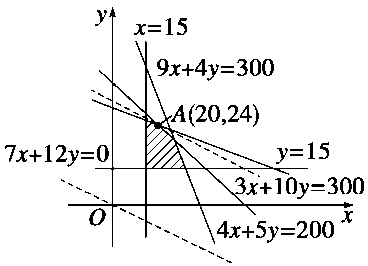 y
x=15
9x+4y=300
A(20,24)
y=15
7x+12y=0
3x+10y=300
O
x
4x+5y=200